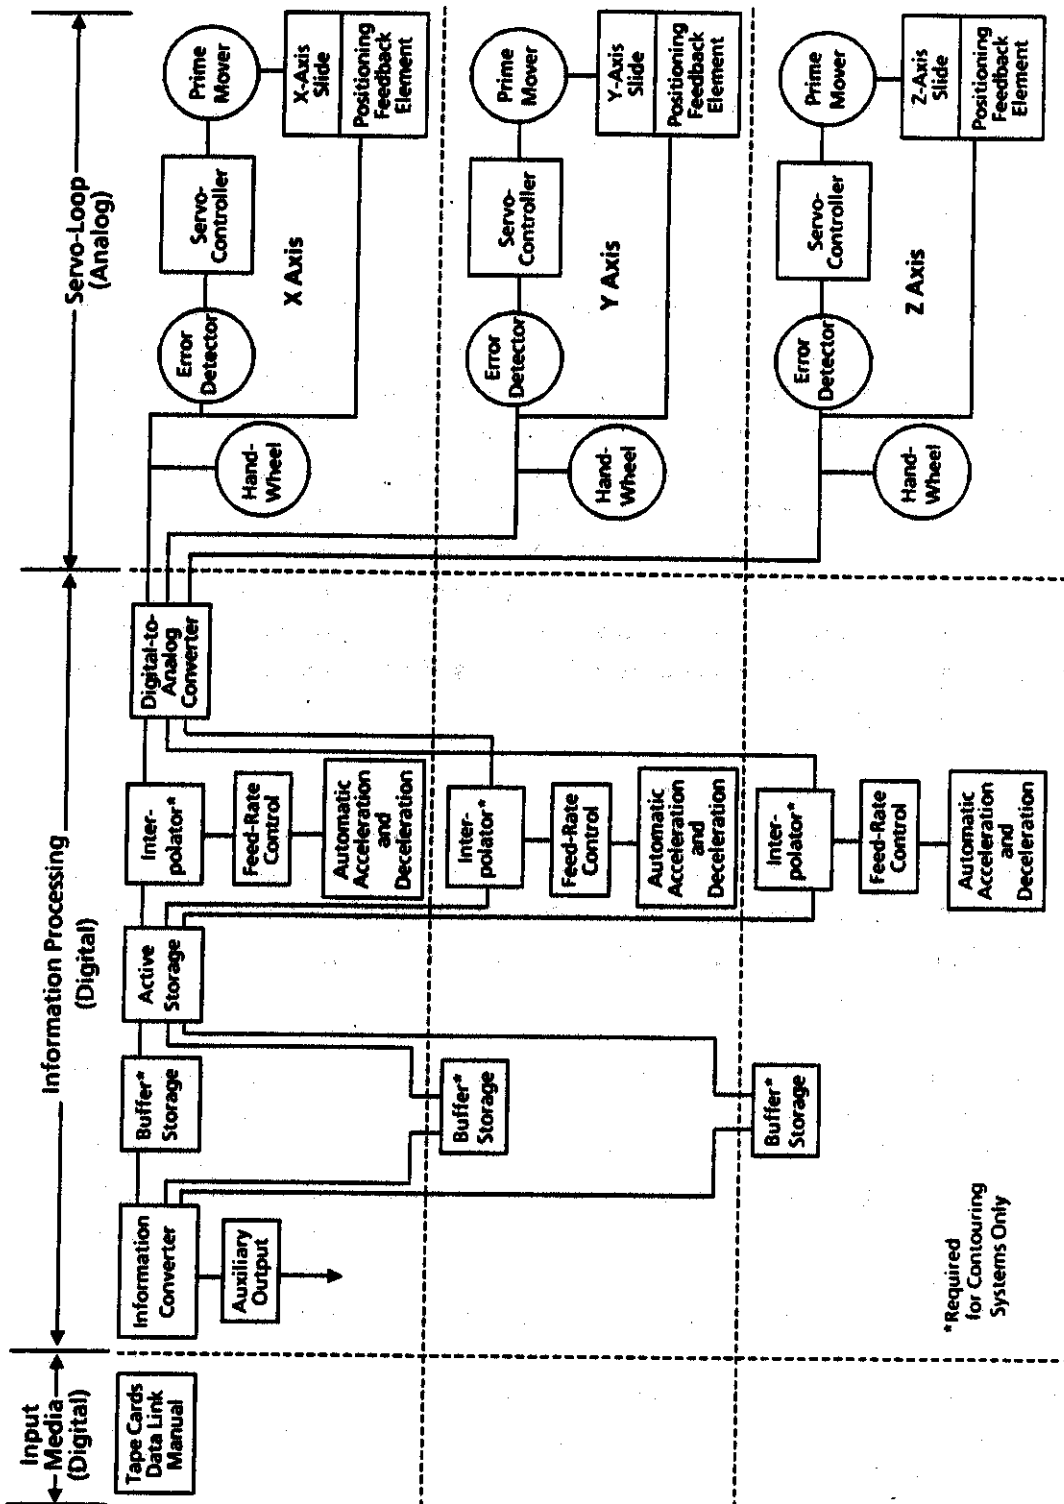 Input
Media
(Digital)
Information Processing
(Digital)
Servo-Loop
(Analog)
Tape Cards
Data Link
Manual
Information
Converter
Auxiliary
Output
Buffer*
Storage
Active
Storage
Inter-
polator*
Feed-Rate
Control
Automatic
Acceleration
and
Deceleration
Digital-to-
Analog
Converter
Hand-
Wheel
Error
Detector
Servo-
Controller
Prime
Mover
X-Axis
Slide
Positioning
Feedback
Element
X Axis
Buffer*
Storage
Inter-
polator*
Feed-Rate
Control
Automatic
Acceleration
and
Deceleration
Hand-
Wheel
Error
Detector
Servo-
Controller
Prime
Mover
Y-Axis
Slide
Positioning
Feedback
Element
Y Axis
Buffer*
Storage
Inter-
polator*
Feed-Rate
Control
Automatic
Acceleration
and
Deceleration
Hand-
Wheel
Error
Detector
Servo-
Controller
Prime
Mover
Z-Axis
Slide
Positioning
Feedback
Element
Z Axis
*Required
for Contouring
Systems Only